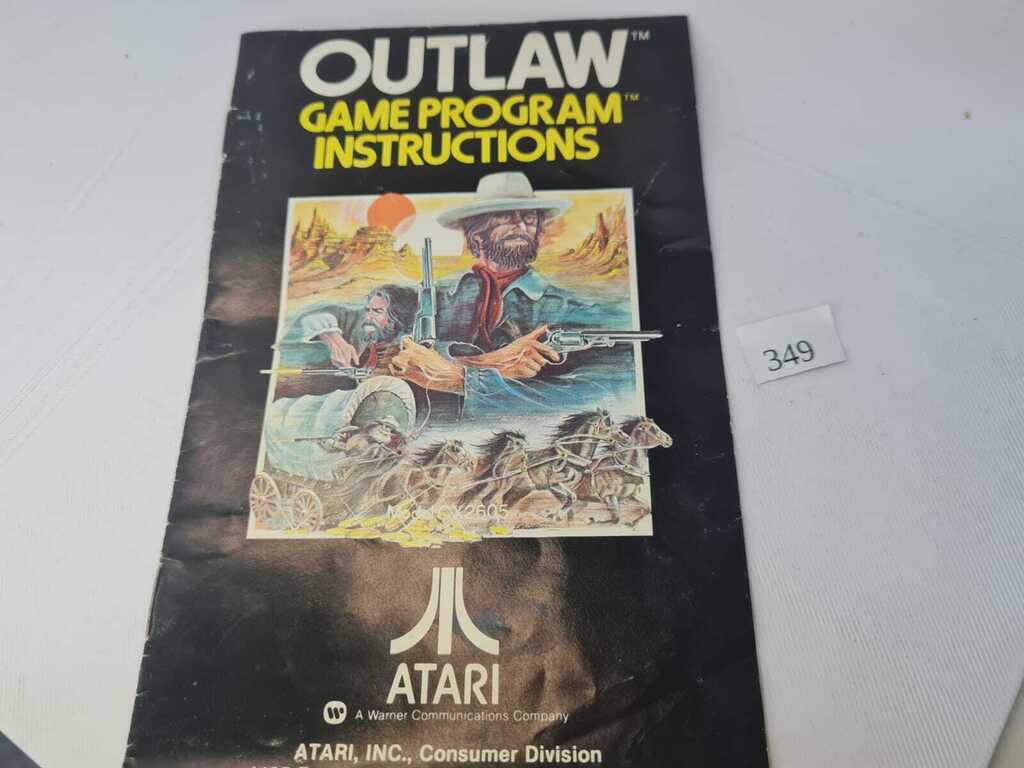 OUTLAW™
GAME PROGRAM™
INSTRUCTIONS
349
Model CX2605
ATARI
A Warner Communications Company
ATARI, INC., Consumer Division